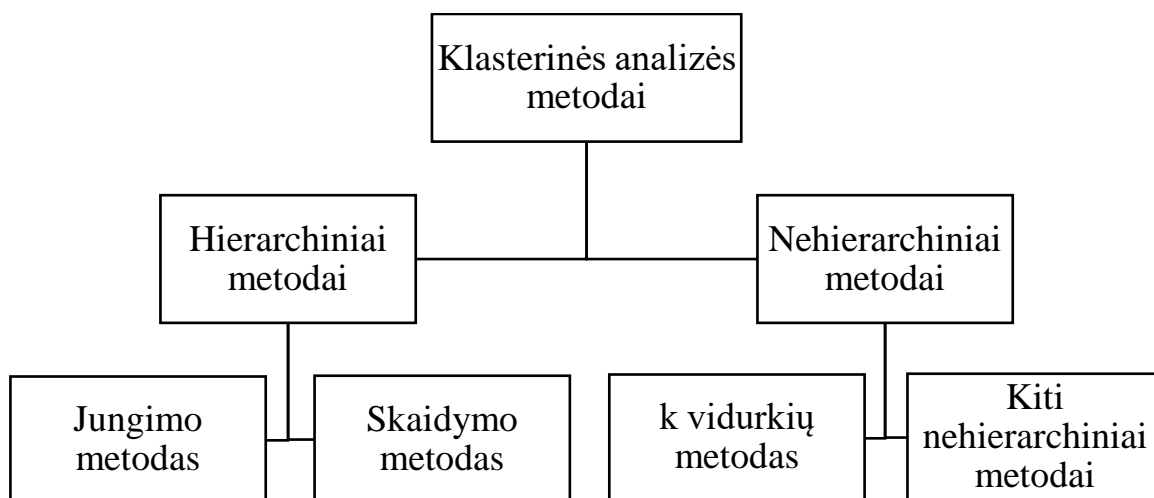 Klasterinės analizės
metodai
Hierarchiniai
metodai
Nehierarchiniai
metodai
Jungimo
metodas
Skaidymo
metodas
k vidurkių
metodas
Kiti
nehierarchiniai
metodai